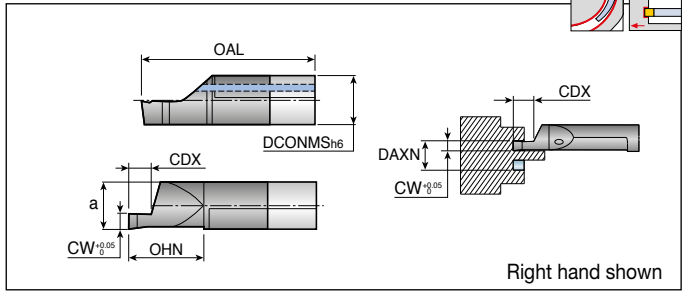 OAL
DCONMSh6
CDX
a
CW+0.05 0
OHN
CDX
DAXN
CW+0.05 0
Right hand shown